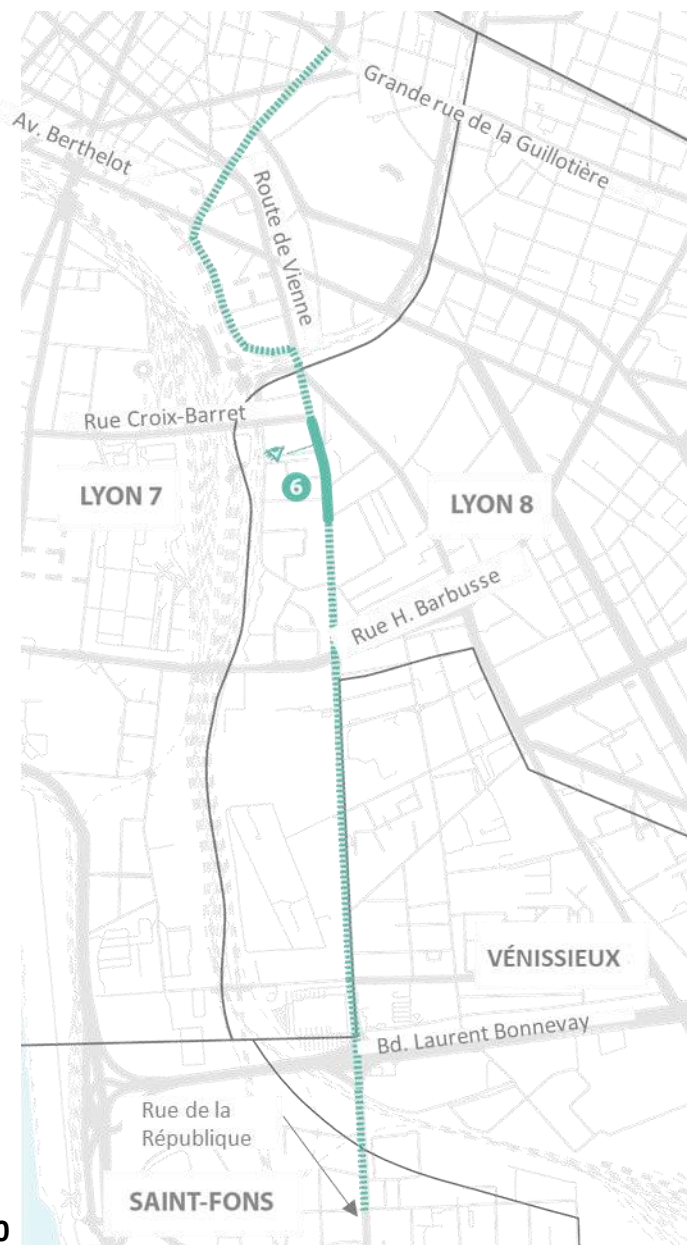 Grande rue de la Guillotière
Av. Berthelot
Route de Vienne
Rue Croix-Barret
6
LYON 7
LYON 8
Rue H. Barbusse
VÉNISSIEUX
Bd. Laurent Bonnevay
Rue de la
République
SAINT-FONS
0